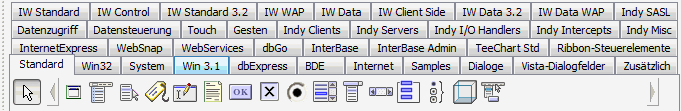 IW Standard IW Control IW Standard 3.2 IW WAP IW Data IW Client Side IW Data 3.2 IW Data WAP Indy SASL
Datenzugriff Datensteuerung Touch Gesten Indy Clients Indy Servers Indy I/O Handlers Indy Intercepts Indy Misc
InternetExpress WebSnap WebServices dbGo InterBase InterBase Admin TeeChart Std Ribbon-Steuerelemente
Standard Win32 System Win 3.1 dbExpress BDE Internet Samples Dialoge Vista-Dialogfelder Zusätzlich
OK